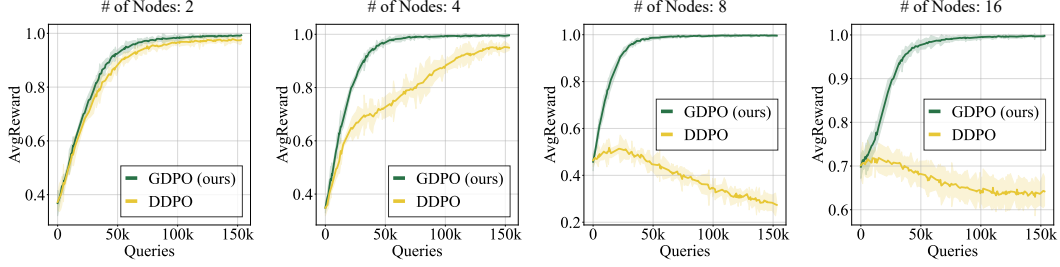 # of Nodes: 2
AvgReward
1.0
0.8
0.6
0.4
GDPO (ours)
DDPO
0 50k 100k 150k
Queries
# of Nodes: 4
AvgReward
1.0
0.8
0.6
0.4
GDPO (ours)
DDPO
0 50k 100k 150k
Queries
# of Nodes: 8
AvgReward
1.0
0.8
0.6
0.4
0.2
GDPO (ours)
DDPO
0 50k 100k 150k
Queries
# of Nodes: 16
AvgReward
1.0
0.9
0.8
0.7
0.6
GDPO (ours)
DDPO
0 50k 100k 150k
Queries